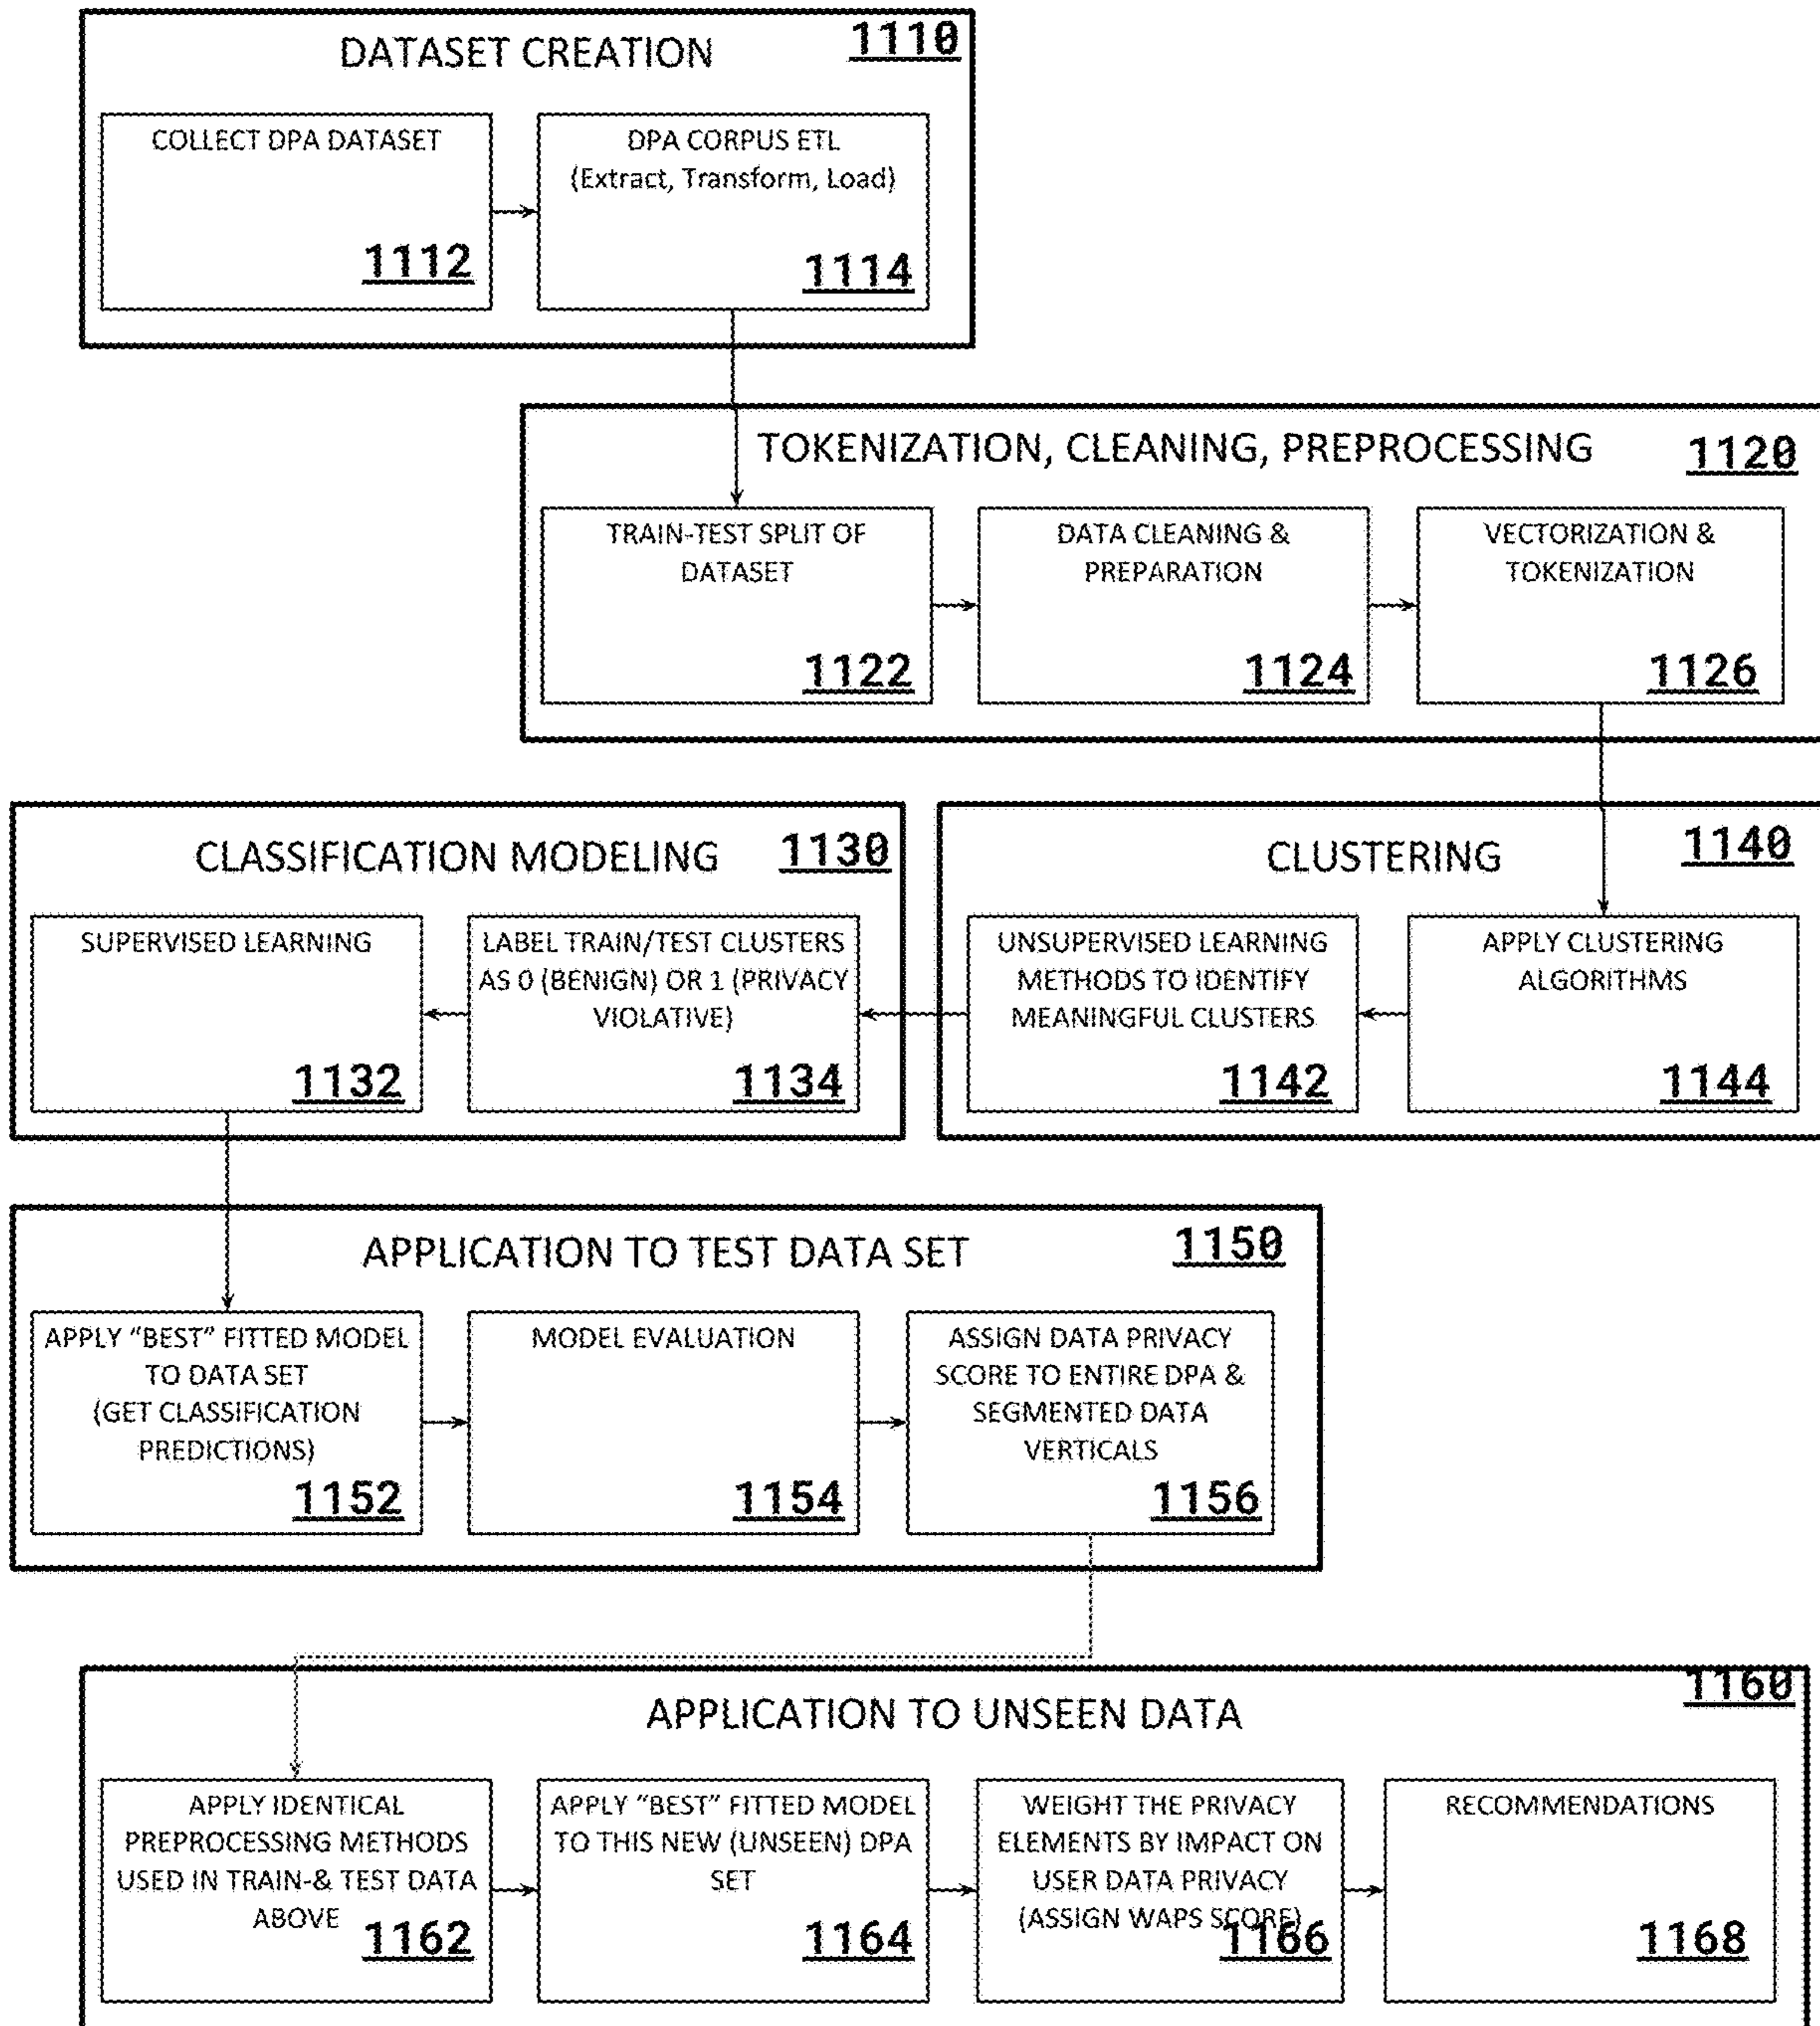 DATASET CREATION 1110
COLLECT DPA DATASET
1112
DPA CORPUS ETL
(Extract, Transform, Load)
1114
TOKENIZATION, CLEANING, PREPROCESSING 1120
TRAIN-TEST SPLIT OF
DATASET
1122
DATA CLEANING &
PREPARATION
1124
VECTORIZATION &
TOKENIZATION
1126
CLASSIFICATION MODELING 1130
SUPERVISED LEARNING
1132
LABEL TRAIN/TEST CLUSTERS
AS 0 (BENIGN) OR 1 (PRIVACY
VIOLATIVE)
1134
CLUSTERING 1140
UNSUPERVISED LEARNING
METHODS TO IDENTIFY
MEANINGFUL CLUSTERS
1142
APPLY CLUSTERING
ALGORITHMS
1144
APPLICATION TO TEST DATA SET 1150
APPLY “BEST” FITTED MODEL
TO DATA SET
(GET CLASSIFICATION
PREDICTIONS)
1152
MODEL EVALUATION
1154
ASSIGN DATA PRIVACY
SCORE TO ENTIRE DPA &
SEGMENTED DATA
VERTICALS
1156
APPLICATION TO UNSEEN DATA 1160
APPLY IDENTICAL
PREPROCESSING METHODS
USED IN TRAIN-& TEST DATA
ABOVE
1162
APPLY “BEST” FITTED MODEL
TO THIS NEW (UNSEEN) DPA
SET
1164
WEIGHT THE PRIVACY
ELEMENTS BY IMPACT ON
USER DATA PRIVACY
(ASSIGN WAPS SCORE)
1166
RECOMMENDATIONS
1168